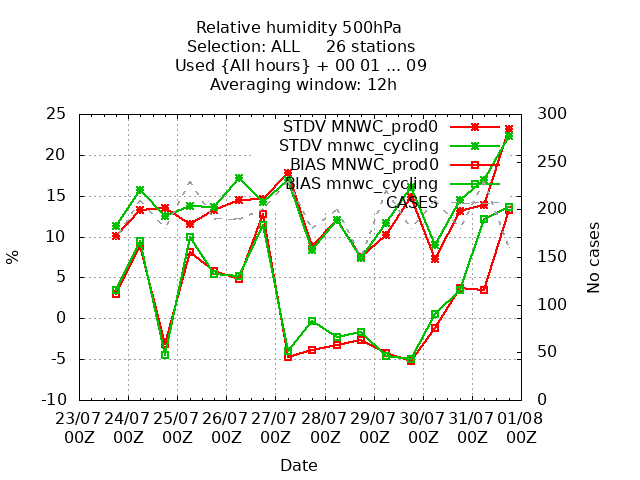 Relative humidity 500hPa
Selection: ALL 26 stations
Used {All hours} + 00 01 ... 09
Averaging window: 12h
25
20
15
10
5
0
-5
-10
%
STDV MNWC_prod0
STDV mnwc_cycling
BIAS MNWC_prod0
BIAS mnwc_cycling
CASES
300
250
200
150
100
50
0
No cases
23/07 24/07 25/07 26/07 27/07 28/07 29/07 30/07 31/07 01/08
00Z 00Z 00Z 00Z 00Z 00Z 00Z 00Z 00Z 00Z
Date